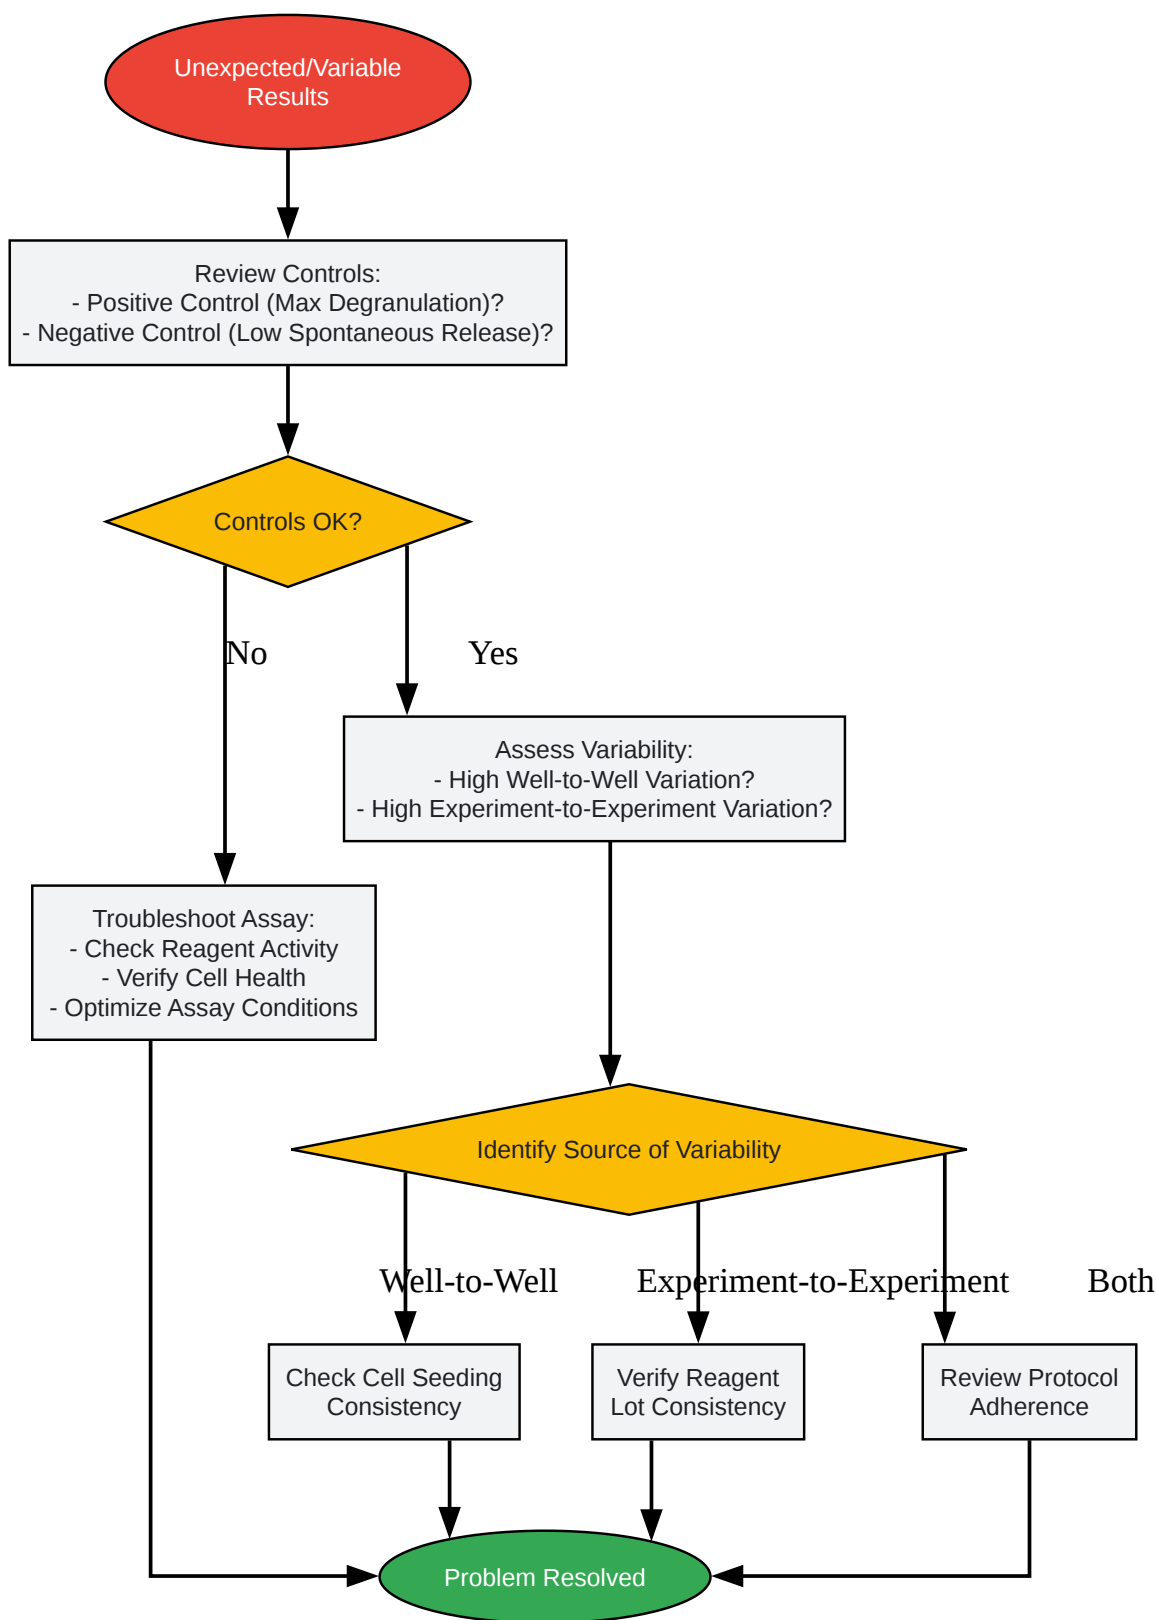 Unexpected/Variable
Results
Review Controls:
- Positive Control (Max Degranulation)?
- Negative Control (Low Spontaneous Release)?
Controls OK?
No
Yes
Assess Variability:
- High Well-to-Well Variation?
- High Experiment-to-Experiment Variation?
Troubleshoot Assay:
- Check Reagent Activity
- Verify Cell Health
- Optimize Assay Conditions
Identify Source of Variability
Well-to-Well
Experiment-to-Experiment
Both
Check Cell Seeding
Consistency
Verify Reagent
Lot Consistency
Review Protocol
Adherence
Problem Resolved